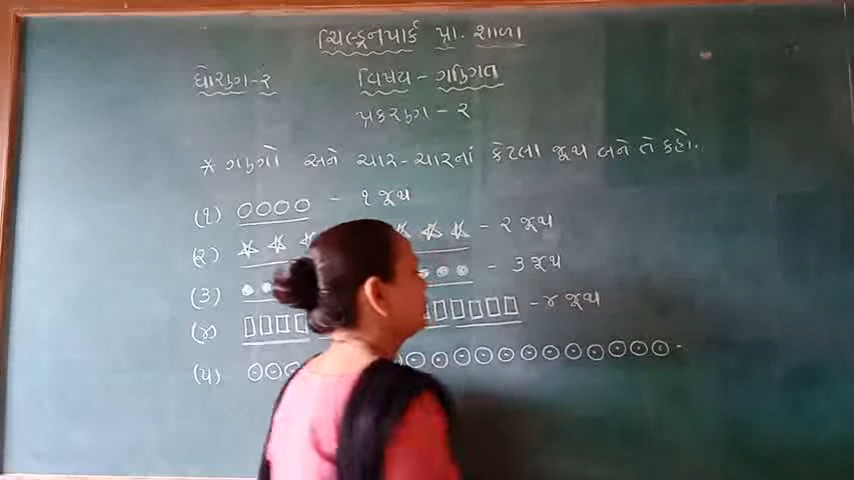 ચિલ્ડ્રનપાર્ક પ્રા. શાળા
ધોરણ-૨ વિષય - ગણિત
પ્રકરણ - ૨
* ગણો અને ચાર-ચારનાં કેટલા જૂથ બને તે કહો.
(૧) - ૧ જૂથ
(૨) - ૨ જૂથ
(૩) - ૩ જૂથ
(૪) - ૪ જૂથ
(૫) -